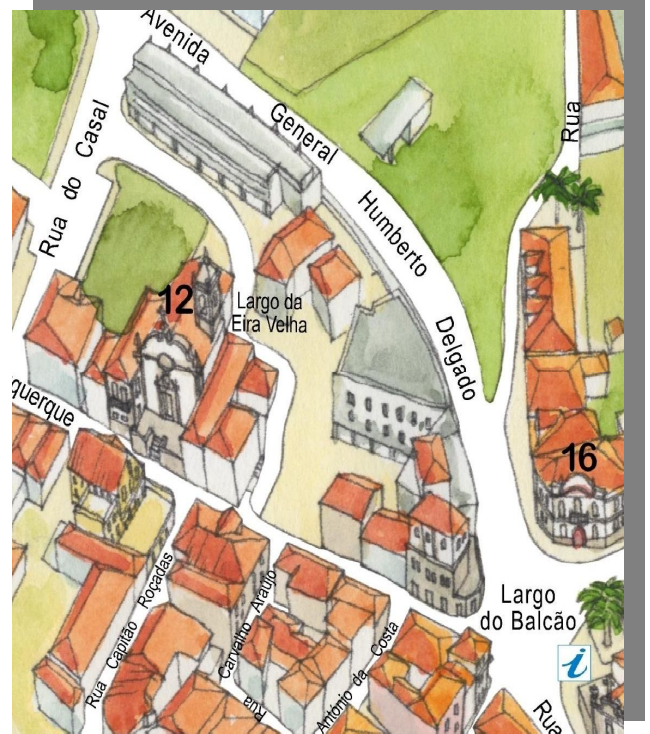 Avenida
General
Humberto
Delgado
Rua
Rua do Casal
12
Largo da
Eira Velha
querque
16
Largo
do Balcão
i
Rua Capitão Roçadas
Carvalho Araújo
Rua
António da Costa
Rua